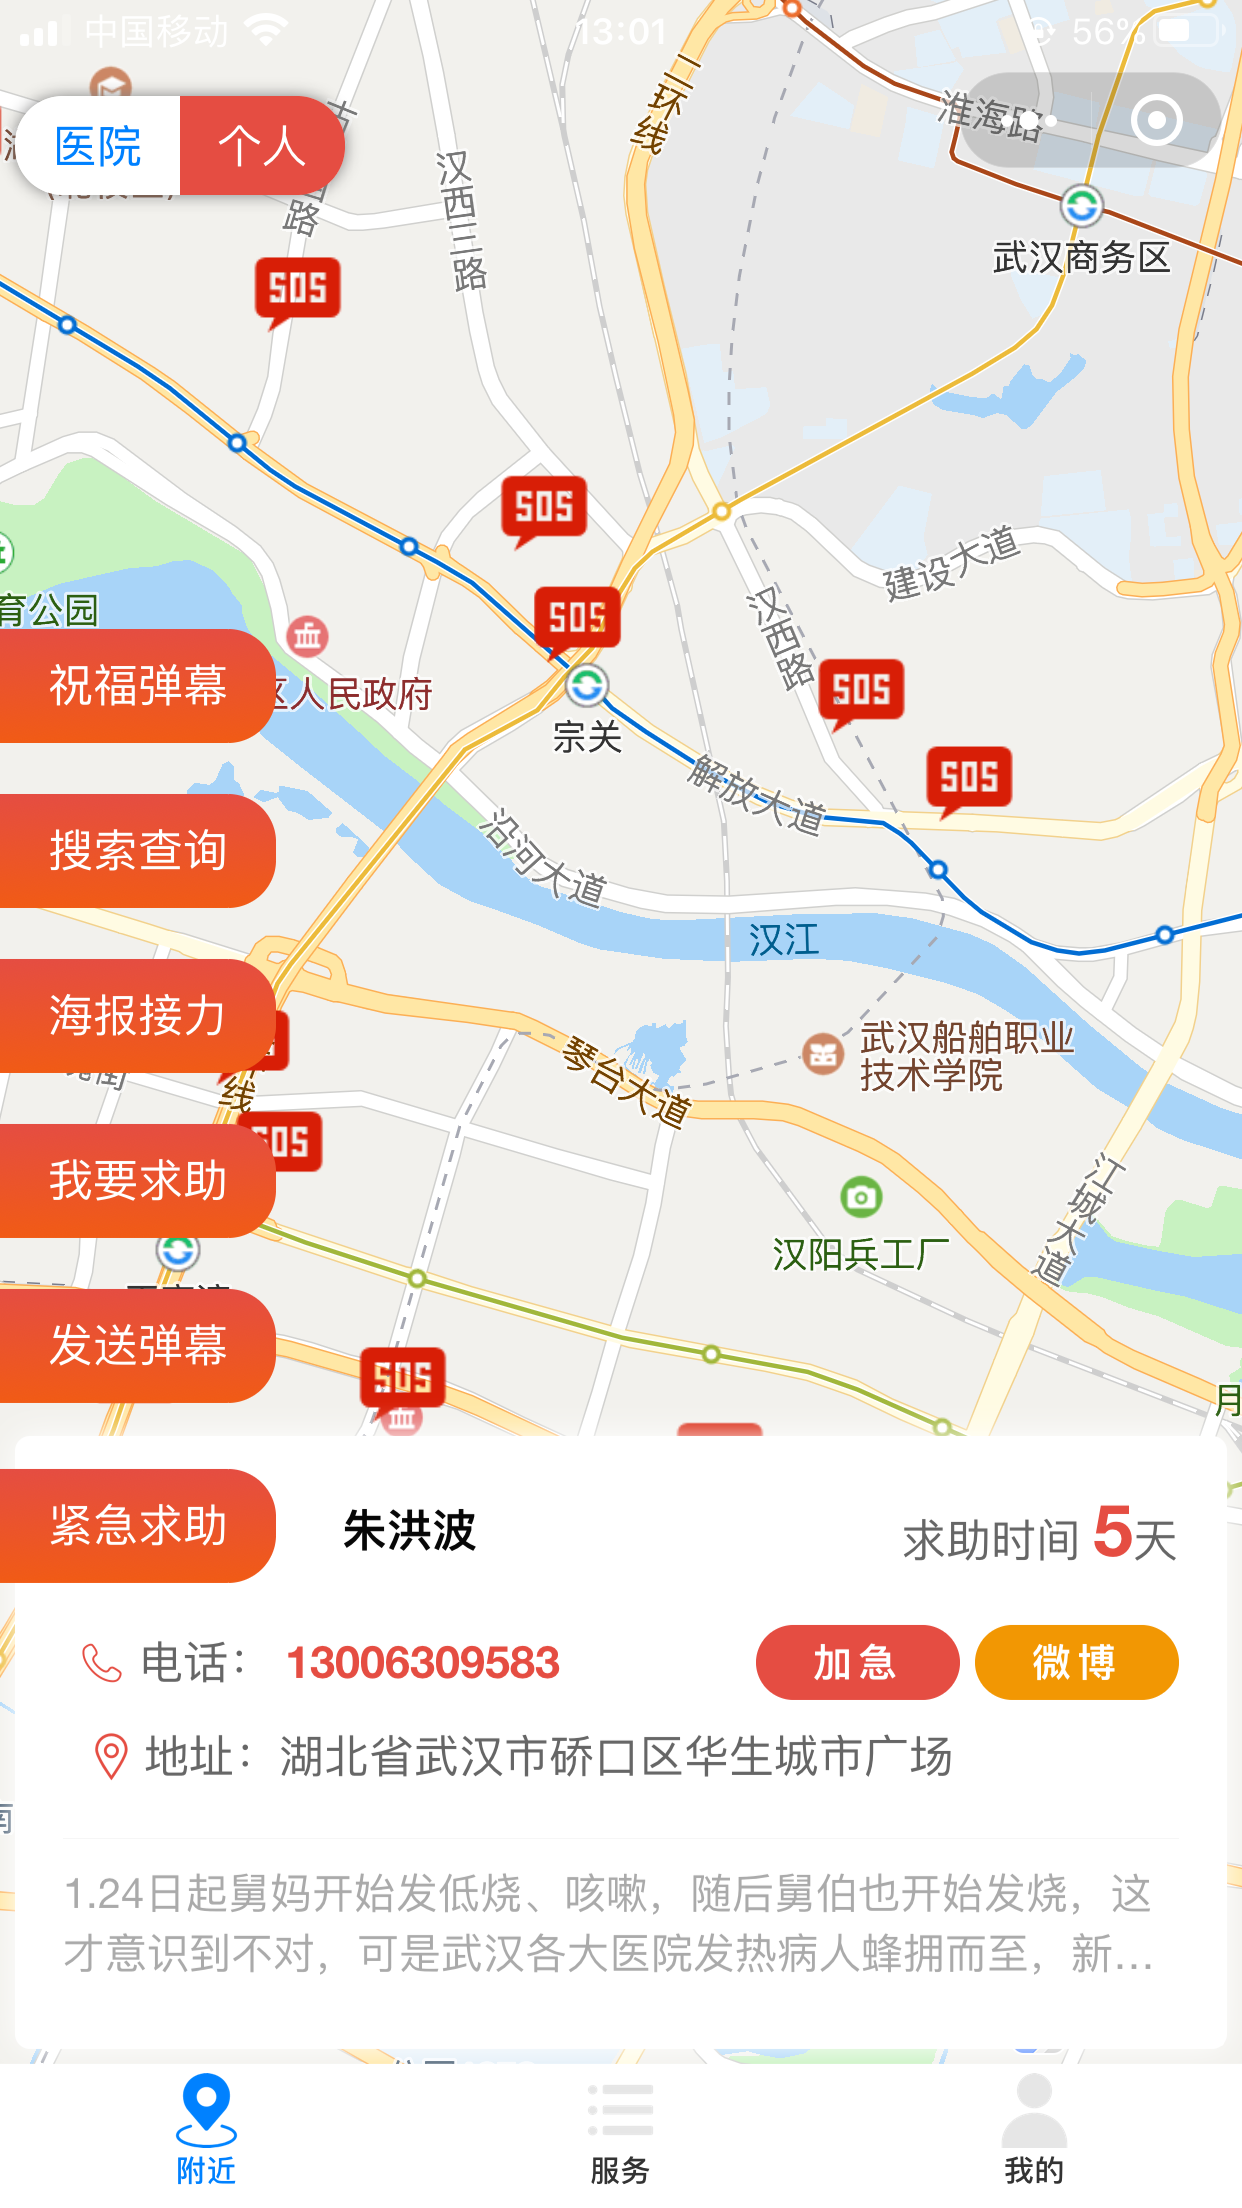 中国移动
13:01
56%
医院
个人
二环线
淮海路
古
路
汉西三路
武汉商务区
SOS
SOS
SOS
建设大道
汉西路
育公园
祝福弹幕
区人民政府
宗关
SOS
SOS
解放大道
搜索查询
沿河大道
汉江
海报接力
线
琴台大道
武汉船舶职业
技术学院
我要求助
SOS
江城大道
汉阳兵工厂
发送弹幕
SOS
月
紧急求助
朱洪波
求助时间 5天
电话：
13006309583
加急
微博
地址：
湖北省武汉市硚口区华生城市广场
南
1.24日起舅妈开始发低烧、咳嗽，随后舅伯也开始发烧，这
才意识到不对，可是武汉各大医院发热病人蜂拥而至，新...
附近
服务
我的